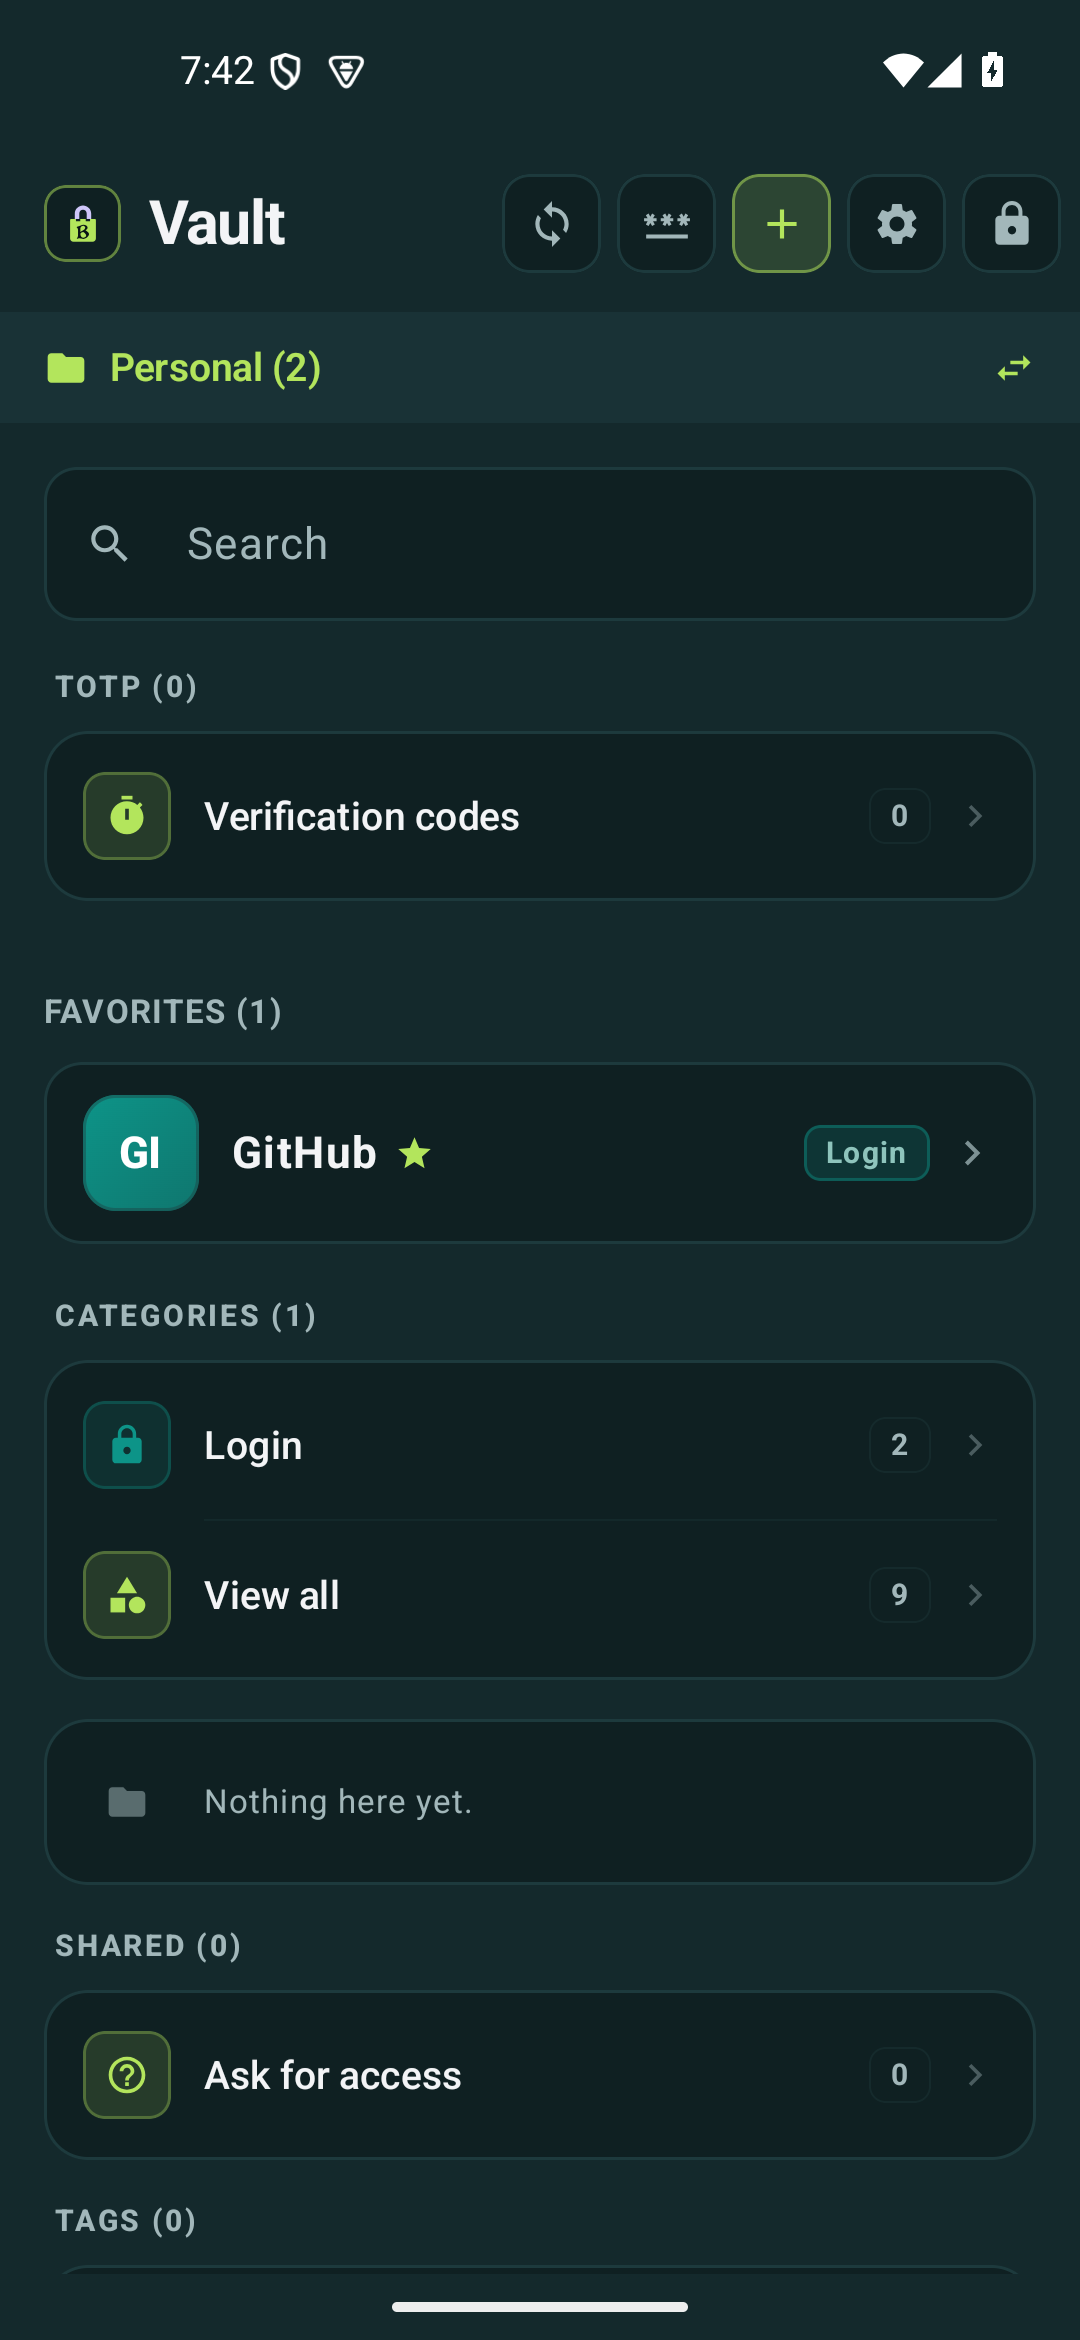 7:42
Vault
***
Personal (2)
Search
TOTP (0)
Verification codes 0
FAVORITES (1)
GI GitHub Login
CATEGORIES (1)
Login 2
View all 9
Nothing here yet.
SHARED (0)
Ask for access 0
TAGS (0)